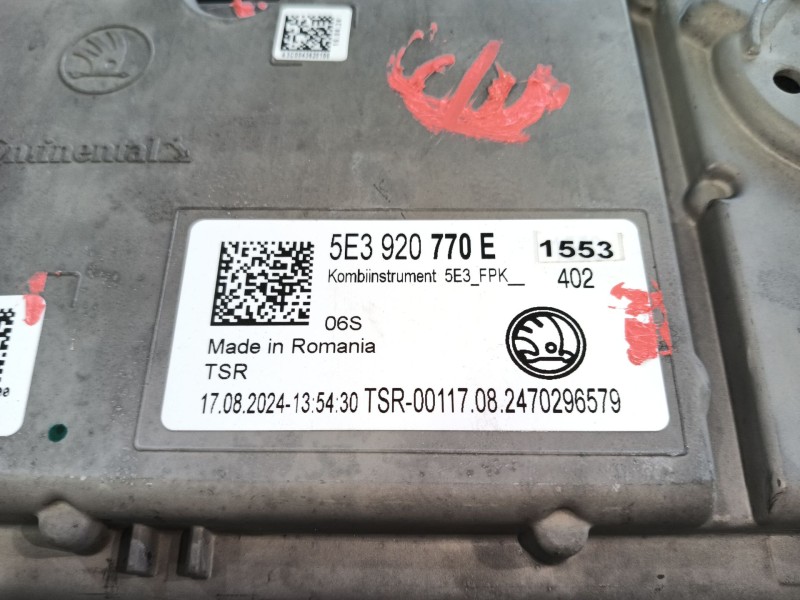 Continental
5E3 920 770 E 1553
Kombiinstrument 5E3_FPK__ 402
06S
Made in Romania
TSR
17.08.2024-13:54:30 TSR-00117.08.2470296579